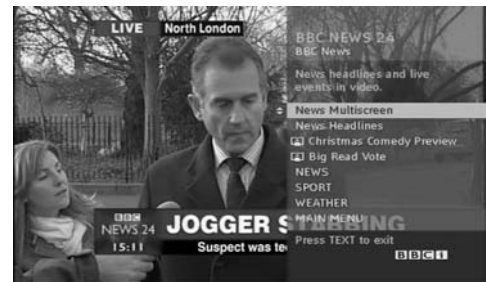 LIVE North London
BBC NEWS 24
BBC News
News headlines and live
events in video.
News Multiscreen
News Headlines
Christmas Comedy Preview...
Big Read Vote
NEWS
SPORT
WEATHER
MAIN MENU
Press TEXT to exit
BBC 1
BBC
NEWS 24
15:11
JOGGER STABBING
Suspect was